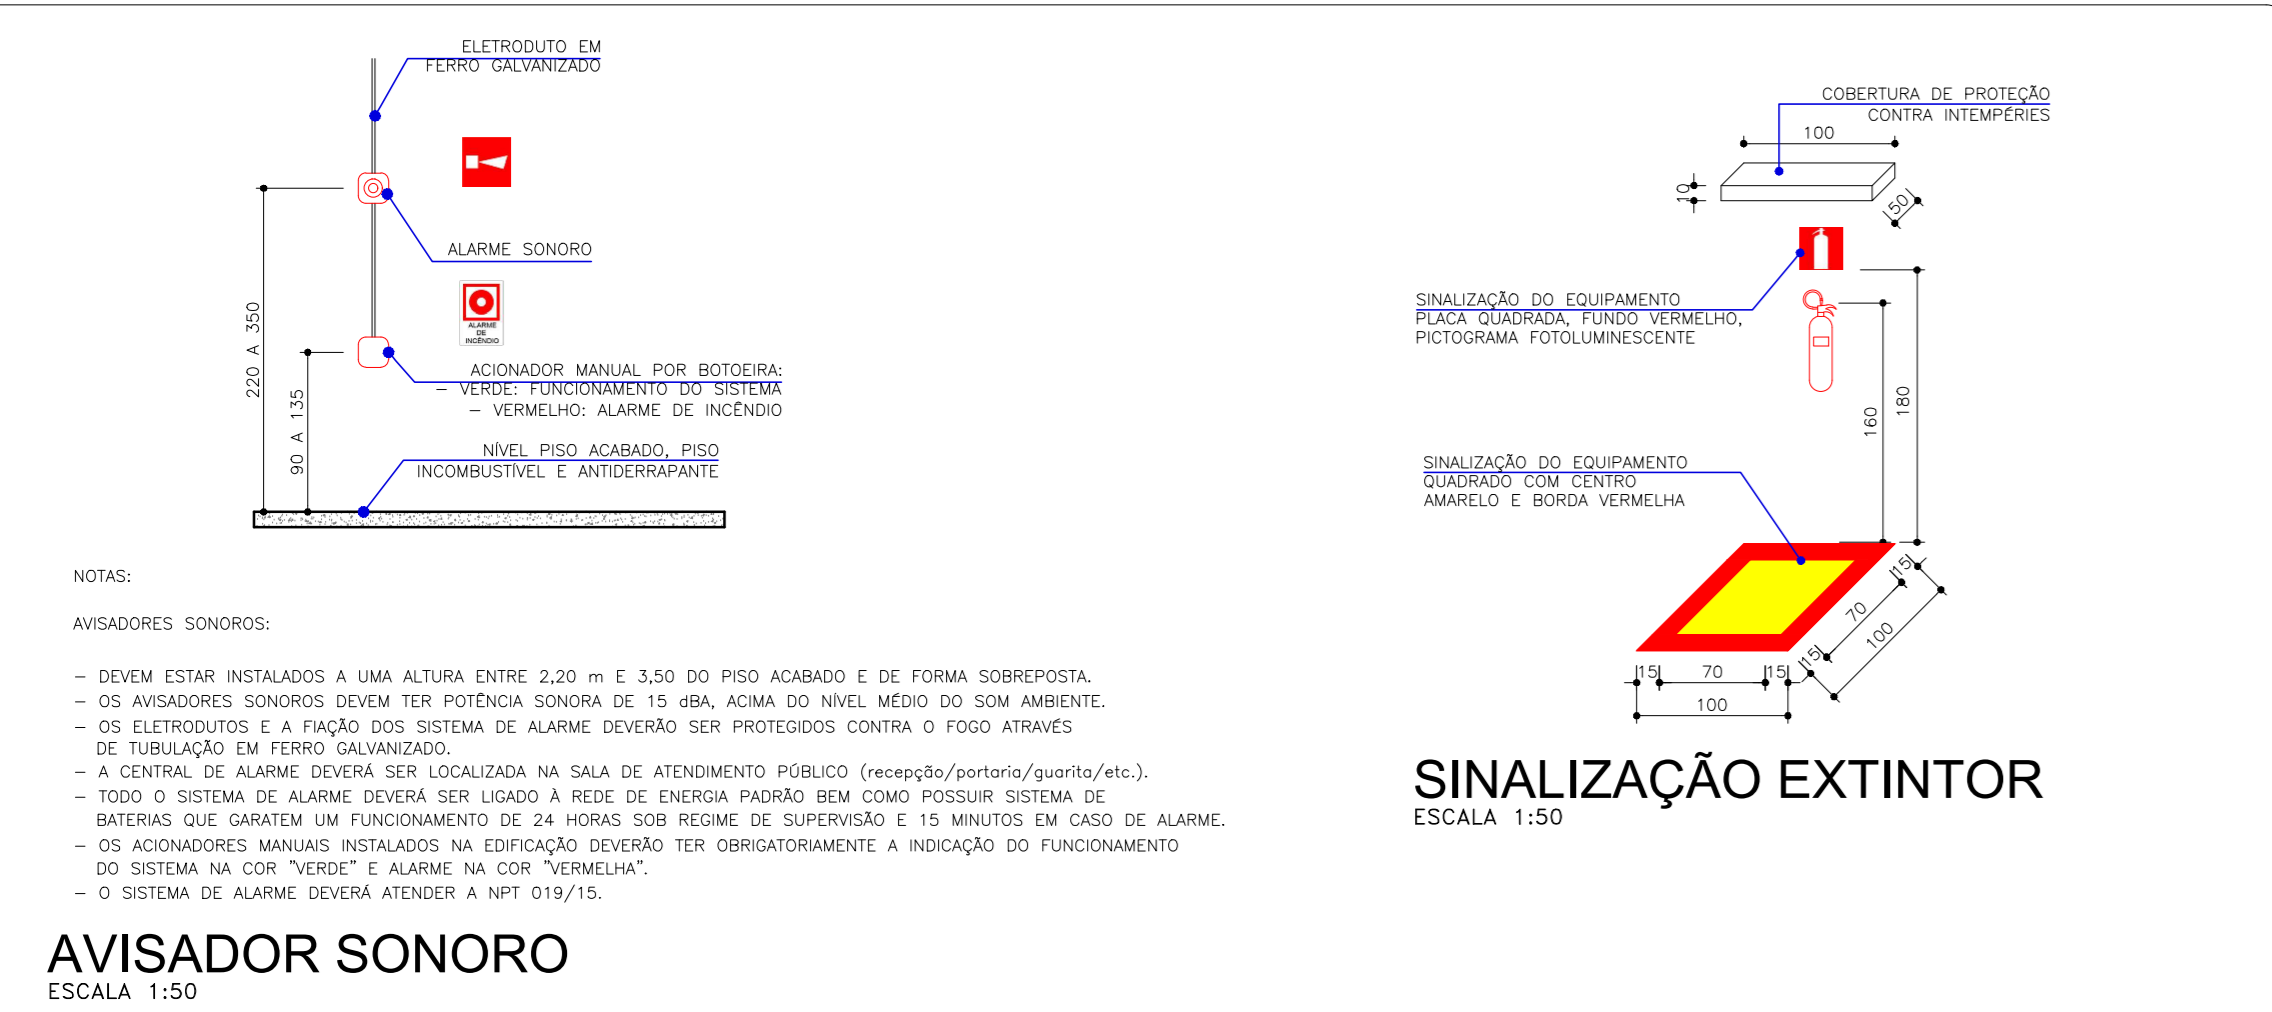 ELETRODUTO EM
FERRO GALVANIZADO
ALARME SONORO
220 A 350
90 A 135
ALARME
DE
INCÊNDIO
ACIONADOR MANUAL POR BOTOEIRA:
– VERDE: FUNCIONAMENTO DO SISTEMA
– VERMELHO: ALARME DE INCÊNDIO
NÍVEL PISO ACABADO, PISO
INCOMBUSTÍVEL E ANTIDERRAPANTE
NOTAS:
AVISADORES SONOROS:
– DEVEM ESTAR INSTALADOS A UMA ALTURA ENTRE 2,20 m E 3,50 DO PISO ACABADO E DE FORMA SOBREPOSTA.
– OS AVISADORES SONOROS DEVEM TER POTÊNCIA SONORA DE 15 dBA, ACIMA DO NÍVEL MÉDIO DO SOM AMBIENTE.
– OS ELETRODUTOS E A FIAÇÃO DOS SISTEMA DE ALARME DEVERÃO SER PROTEGIDOS CONTRA O FOGO ATRAVÉS
DE TUBULAÇÃO EM FERRO GALVANIZADO.
– A CENTRAL DE ALARME DEVERÁ SER LOCALIZADA NA SALA DE ATENDIMENTO PÚBLICO (recepção/portaria/guarita/etc.).
– TODO O SISTEMA DE ALARME DEVERÁ SER LIGADO À REDE DE ENERGIA PADRÃO BEM COMO POSSUIR SISTEMA DE
BATERIAS QUE GARATEM UM FUNCIONAMENTO DE 24 HORAS SOB REGIME DE SUPERVISÃO E 15 MINUTOS EM CASO DE ALARME.
– OS ACIONADORES MANUAIS INSTALADOS NA EDIFICAÇÃO DEVERÃO TER OBRIGATORIAMENTE A INDICAÇÃO DO FUNCIONAMENTO
DO SISTEMA NA COR "VERDE" E ALARME NA COR "VERMELHA".
– O SISTEMA DE ALARME DEVERÁ ATENDER A NPT 019/15.
AVISADOR SONORO
ESCALA 1:50
COBERTURA DE PROTEÇÃO
CONTRA INTEMPÉRIES
100
10
50
SINALIZAÇÃO DO EQUIPAMENTO
PLACA QUADRADA, FUNDO VERMELHO,
PICTOGRAMA FOTOLUMINESCENTE
160
180
SINALIZAÇÃO DO EQUIPAMENTO
QUADRADO COM CENTRO
AMARELO E BORDA VERMELHA
15
70
100
15
15 70 15
100
SINALIZAÇÃO EXTINTOR
ESCALA 1:50